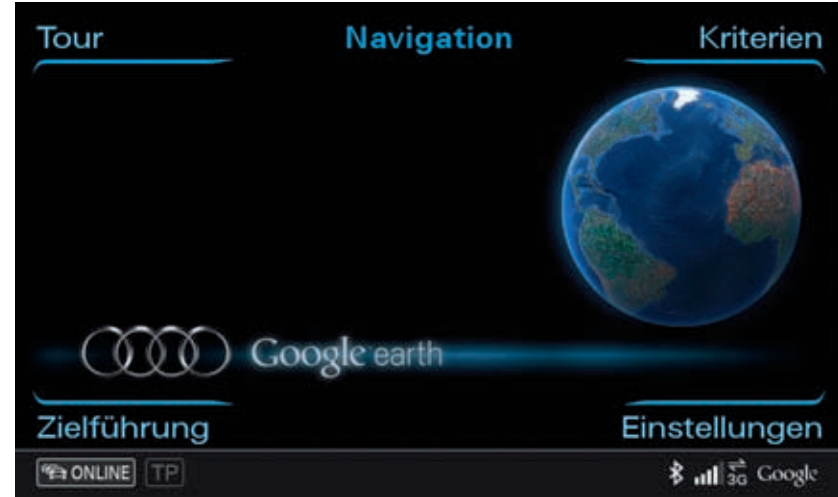 Tour Navigation Kriterien
Google earth
Zielführung Einstellungen
ONLINE TP 3G Google